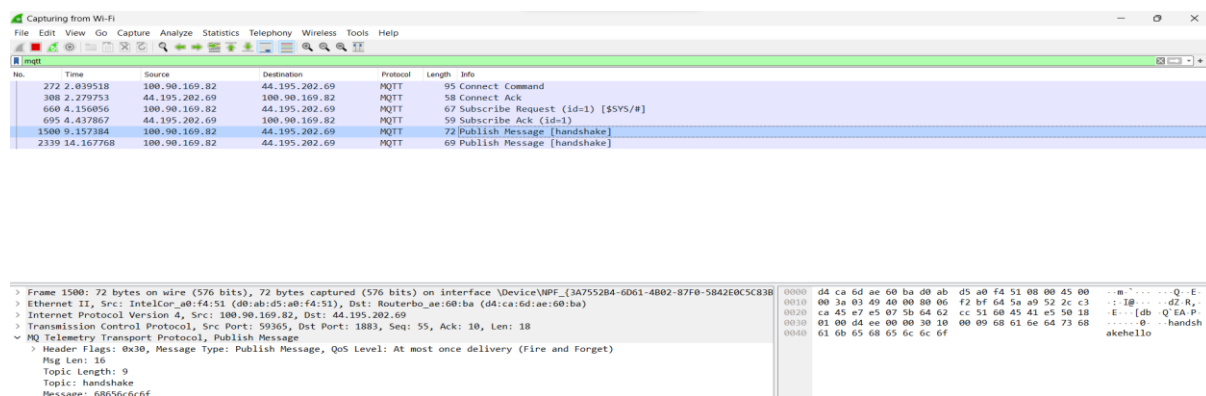 Capturing from Wi-Fi
File Edit View Go Capture Analyze Statistics Telephony Wireless Tools Help
mqtt
No. Time Source Destination Protocol Length Info
272 2.039518 100.90.169.82 44.195.202.69 MQTT 95 Connect Command
308 2.279753 44.195.202.69 100.90.169.82 MQTT 58 Connect Ack
660 4.156056 100.90.169.82 44.195.202.69 MQTT 67 Subscribe Request (id=1) [$SYS/#]
695 4.437867 44.195.202.69 100.90.169.82 MQTT 59 Subscribe Ack (id=1)
1500 9.157384 100.90.169.82 44.195.202.69 MQTT 72 Publish Message [handshake]
2339 14.167768 100.90.169.82 44.195.202.69 MQTT 69 Publish Message [handshake]
> Frame 1500: 72 bytes on wire (576 bits), 72 bytes captured (576 bits) on interface \Device\NPF_{3A7552B4-6D61-4B02-87F0-5842E0C5C83B
> Ethernet II, Src: IntelCor_a0:f4:51 (d0:ab:d5:a0:f4:51), Dst: Routerbo_ae:60:ba (d4:ca:6d:ae:60:ba)
> Internet Protocol Version 4, Src: 100.90.169.82, Dst: 44.195.202.69
> Transmission Control Protocol, Src Port: 59365, Dst Port: 1883, Seq: 55, Ack: 10, Len: 18
MQ Telemetry Transport Protocol, Publish Message
> Header Flags: 0x30, Message Type: Publish Message, QoS Level: At most once delivery (Fire and Forget)
Msg Len: 16
Topic Length: 9
Topic: handshake
Message: 68656c6c6f
0000 d4 ca 6d ae 60 ba d0 ab d5 a0 f4 51 08 00 45 00 ··m·`··· ···Q··E·
0010 00 3a 03 49 40 00 80 06 f2 bf 64 5a a9 52 2c c3 ·:·I@··· ··dZ·R,·
0020 ca 45 e7 e5 07 5b 64 62 cc 51 60 45 41 e5 50 18 ·E···[db ·Q`EA·P·
0030 01 00 d4 ee 00 00 30 10 00 09 68 61 6e 64 73 68 ······0· ··handsh
0040 61 6b 65 68 65 6c 6c 6f akehello